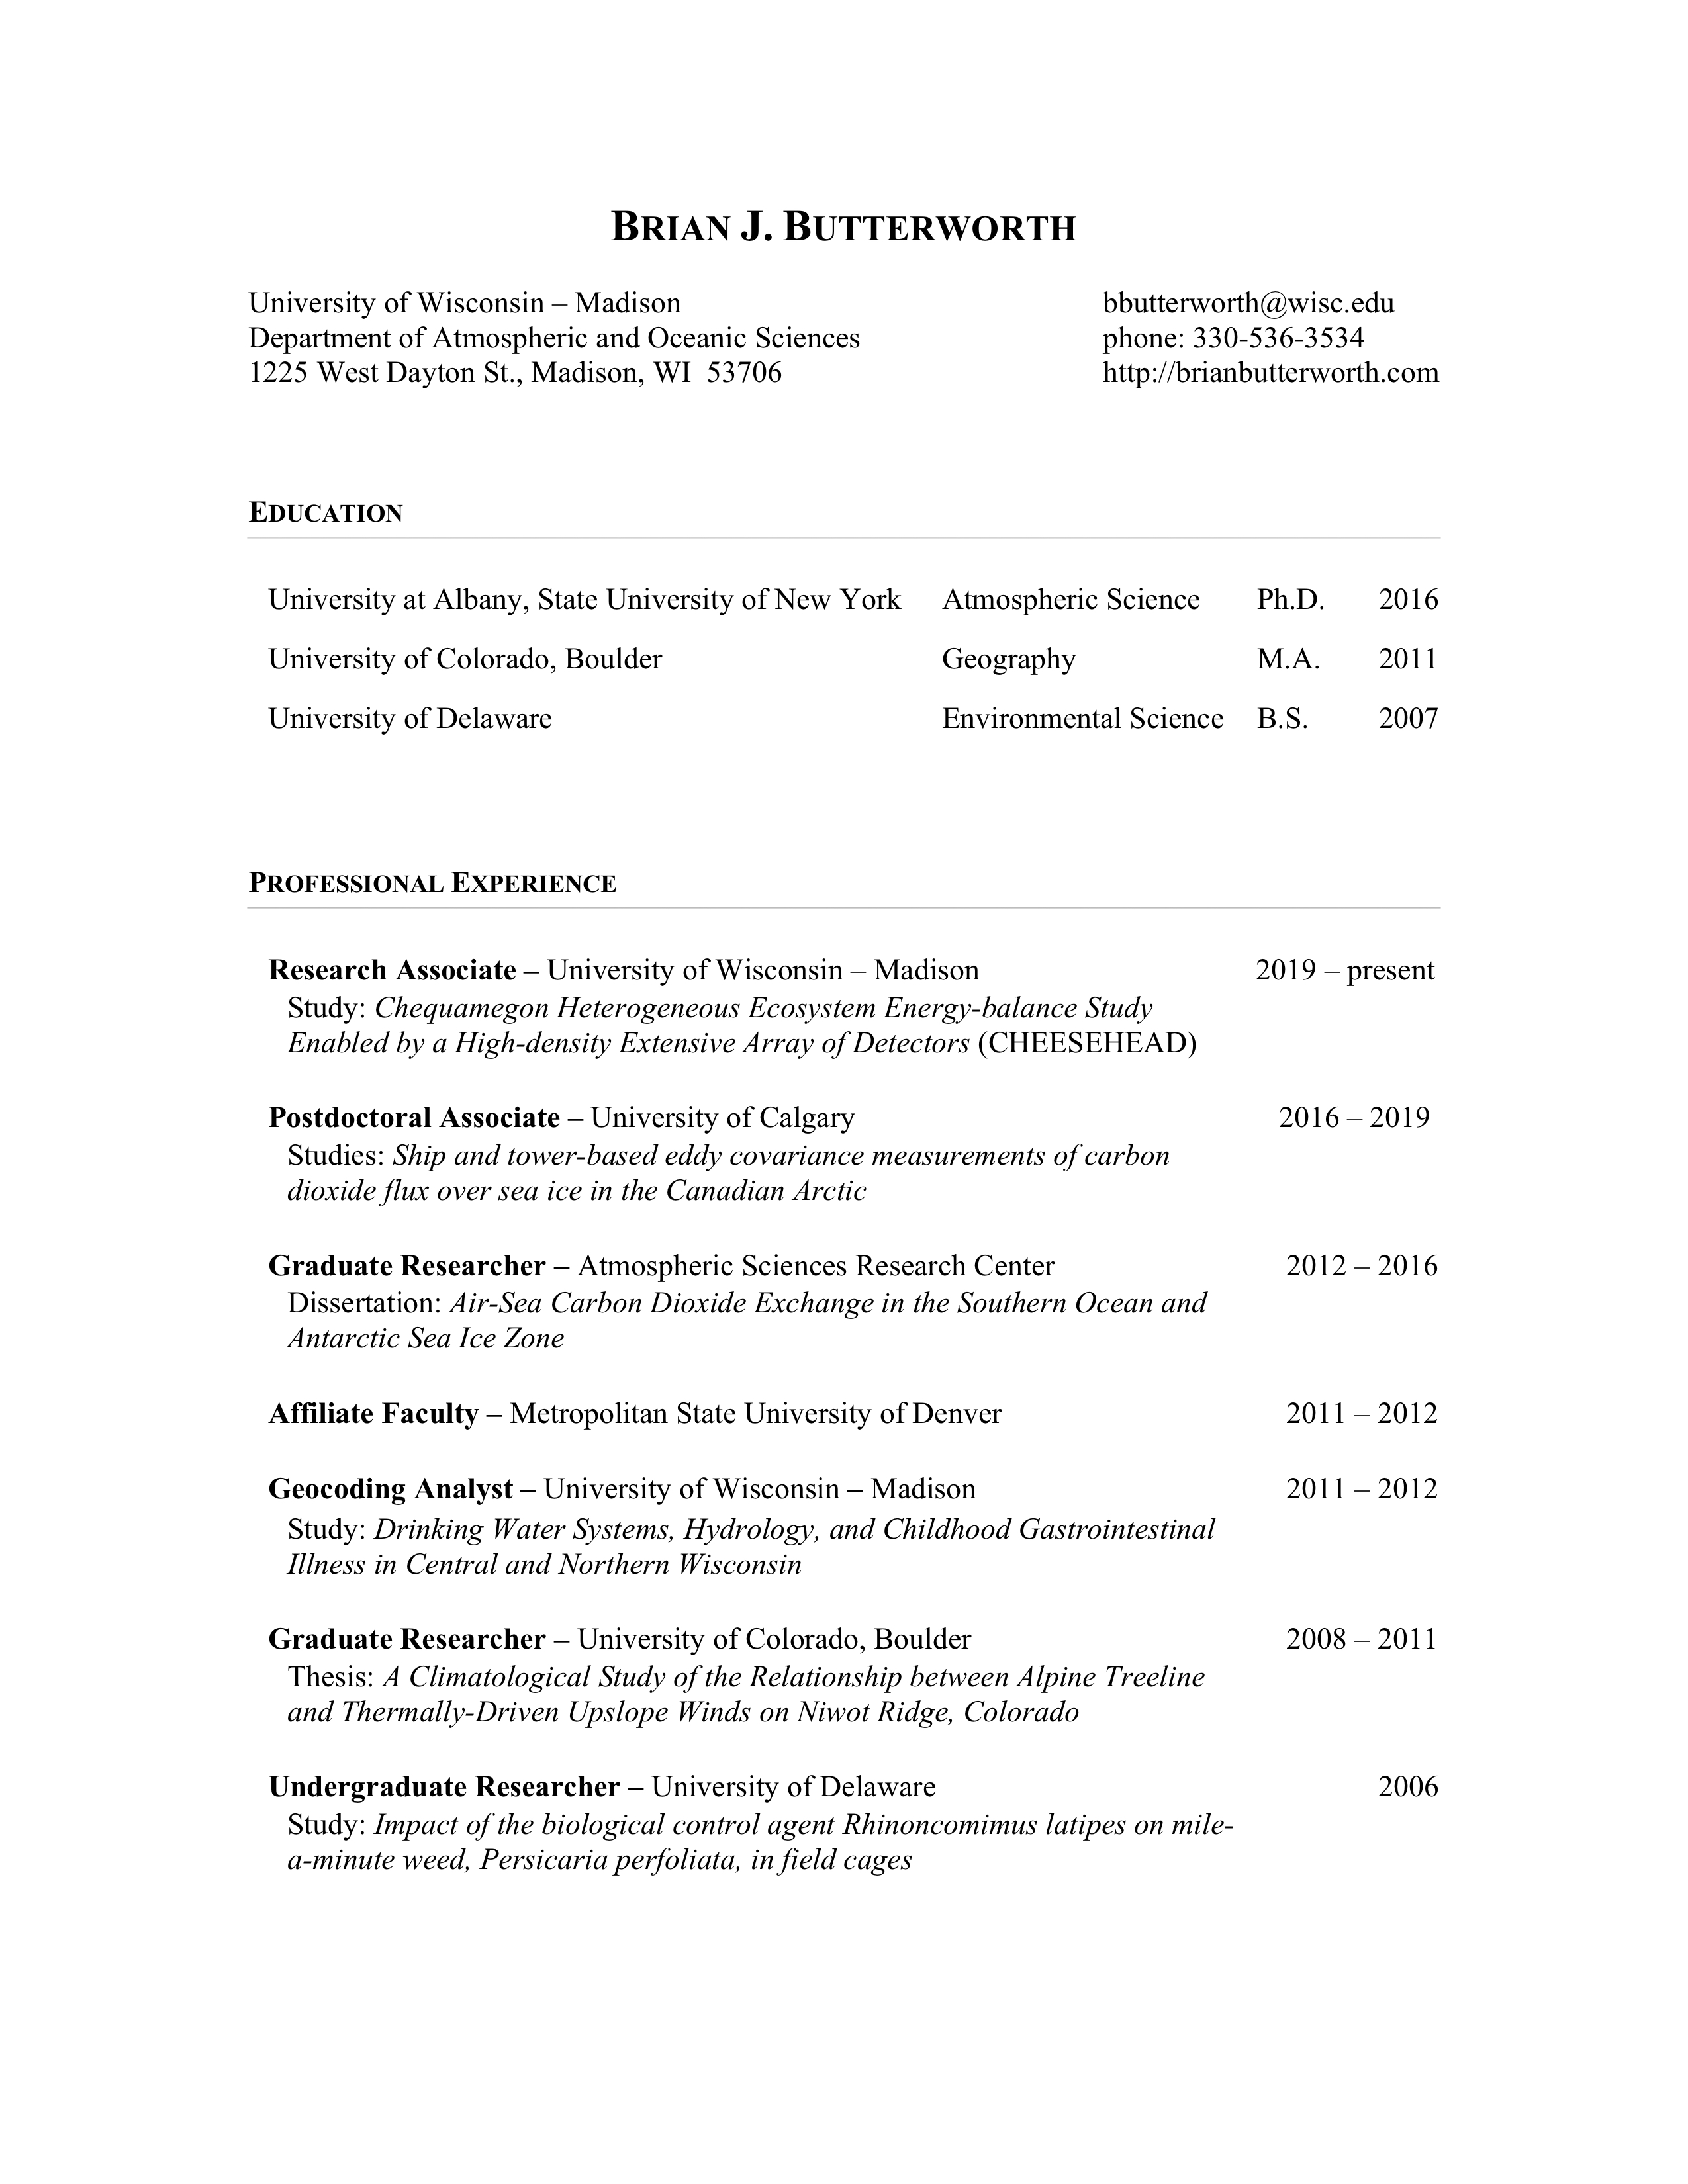 BRIAN J. BUTTERWORTH
University of Wisconsin – Madison
Department of Atmospheric and Oceanic Sciences
1225 West Dayton St., Madison, WI  53706
bbutterworth@wisc.edu
phone: 330-536-3534
http://brianbutterworth.com
EDUCATION
University at Albany, State University of New York Atmospheric Science Ph.D. 2016
University of Colorado, Boulder Geography M.A. 2011
University of Delaware Environmental Science B.S. 2007
PROFESSIONAL EXPERIENCE
Research Associate – University of Wisconsin – Madison 2019 – present
Study: Chequamegon Heterogeneous Ecosystem Energy-balance Study
Enabled by a High-density Extensive Array of Detectors (CHEESEHEAD)
Postdoctoral Associate – University of Calgary 2016 – 2019
Studies: Ship and tower-based eddy covariance measurements of carbon
dioxide flux over sea ice in the Canadian Arctic
Graduate Researcher – Atmospheric Sciences Research Center 2012 – 2016
Dissertation: Air-Sea Carbon Dioxide Exchange in the Southern Ocean and
Antarctic Sea Ice Zone
Affiliate Faculty – Metropolitan State University of Denver 2011 – 2012
Geocoding Analyst – University of Wisconsin – Madison 2011 – 2012
Study: Drinking Water Systems, Hydrology, and Childhood Gastrointestinal
Illness in Central and Northern Wisconsin
Graduate Researcher – University of Colorado, Boulder 2008 – 2011
Thesis: A Climatological Study of the Relationship between Alpine Treeline
and Thermally-Driven Upslope Winds on Niwot Ridge, Colorado
Undergraduate Researcher – University of Delaware 2006
Study: Impact of the biological control agent Rhinoncomimus latipes on mile-
a-minute weed, Persicaria perfoliata, in field cages